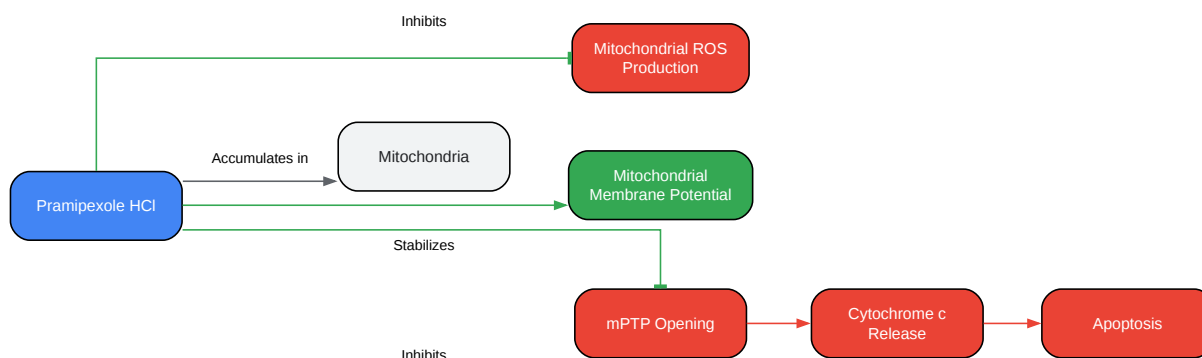 Inhibits
Mitochondrial ROS
Production
Accumulates in
Mitochondria
Mitochondrial
Membrane Potential
Pramipexole HCl
Stabilizes
mPTP Opening
Cytochrome c
Release
Apoptosis
Inhibits